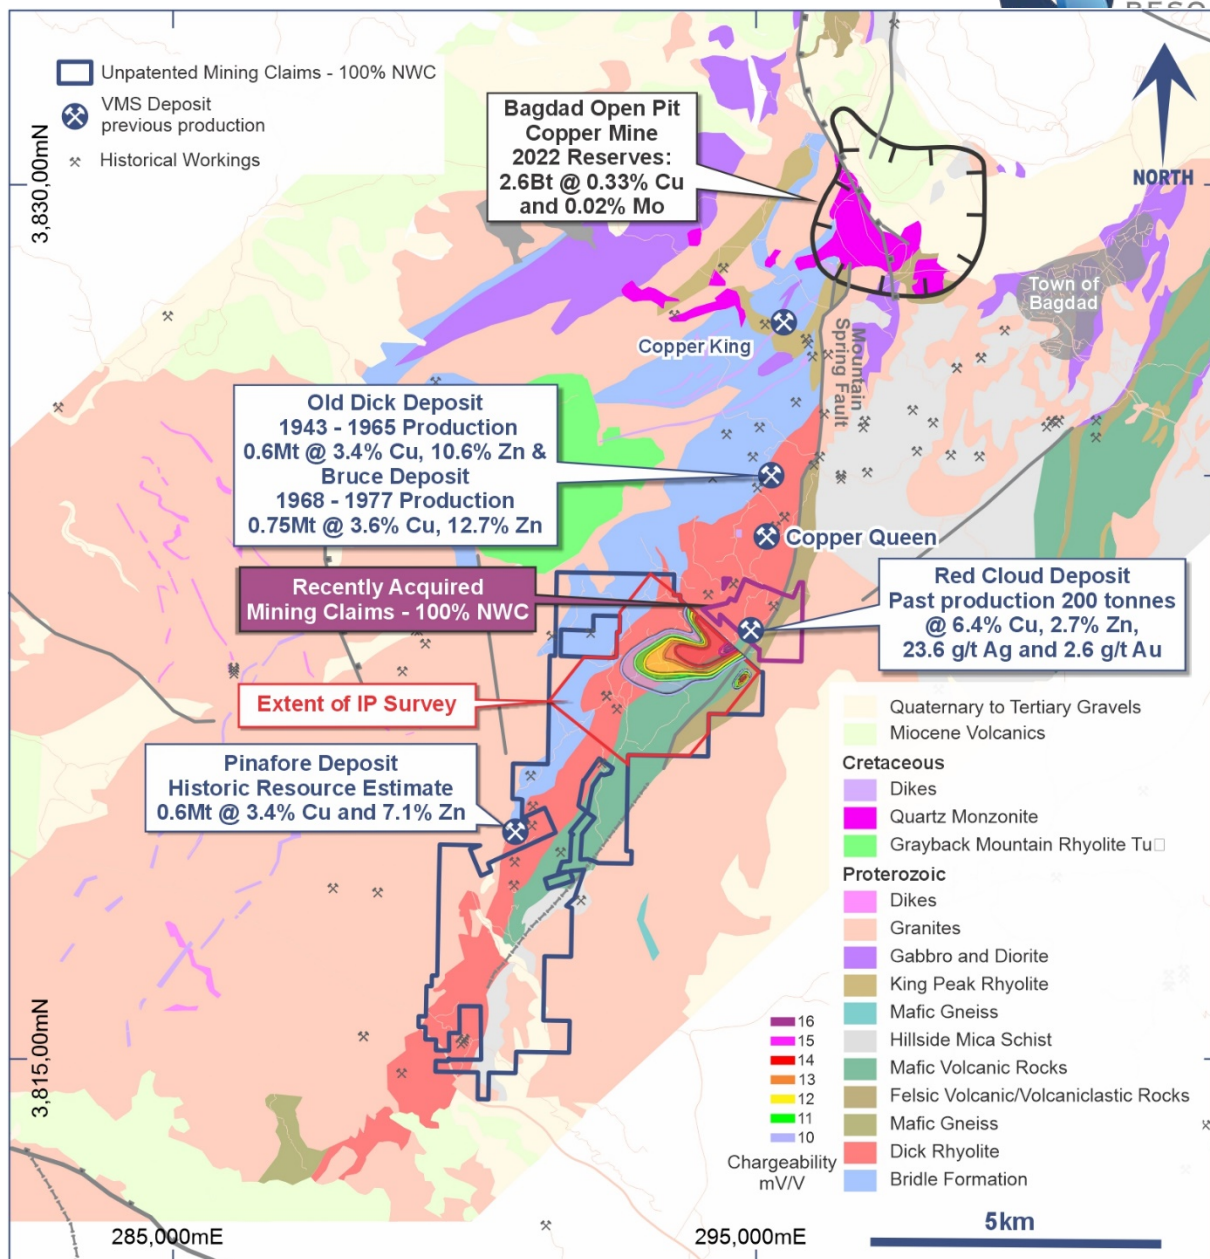 RESO
Unpatented Mining Claims - 100% NWC
VMS Deposit
previous production
Historical Workings
Bagdad Open Pit
Copper Mine
2022 Reserves:
2.6Bt @ 0.33% Cu
and 0.02% Mo
NORTH
3,830,00mN
Town of
Bagdad
Mountain
Spring Fault
Copper King
Old Dick Deposit
1943 - 1965 Production
0.6Mt @ 3.4% Cu, 10.6% Zn &
Bruce Deposit
1968 - 1977 Production
0.75Mt @ 3.6% Cu, 12.7% Zn
Copper Queen
Recently Acquired
Mining Claims - 100% NWC
Red Cloud Deposit
Past production 200 tonnes
@ 6.4% Cu, 2.7% Zn,
23.6 g/t Ag and 2.6 g/t Au
Extent of IP Survey
Pinafore Deposit
Historic Resource Estimate
0.6Mt @ 3.4% Cu and 7.1% Zn
Quaternary to Tertiary Gravels
Miocene Volcanics
Cretaceous
Dikes
Quartz Monzonite
Grayback Mountain Rhyolite Tu□
Proterozoic
Dikes
Granites
Gabbro and Diorite
King Peak Rhyolite
Mafic Gneiss
Hillside Mica Schist
Mafic Volcanic Rocks
Felsic Volcanic/Volcaniclastic Rocks
Mafic Gneiss
Dick Rhyolite
Bridle Formation
16
15
14
13
12
11
10
Chargeability
mV/V
3,815,00mN
285,000mE
295,000mE
5km